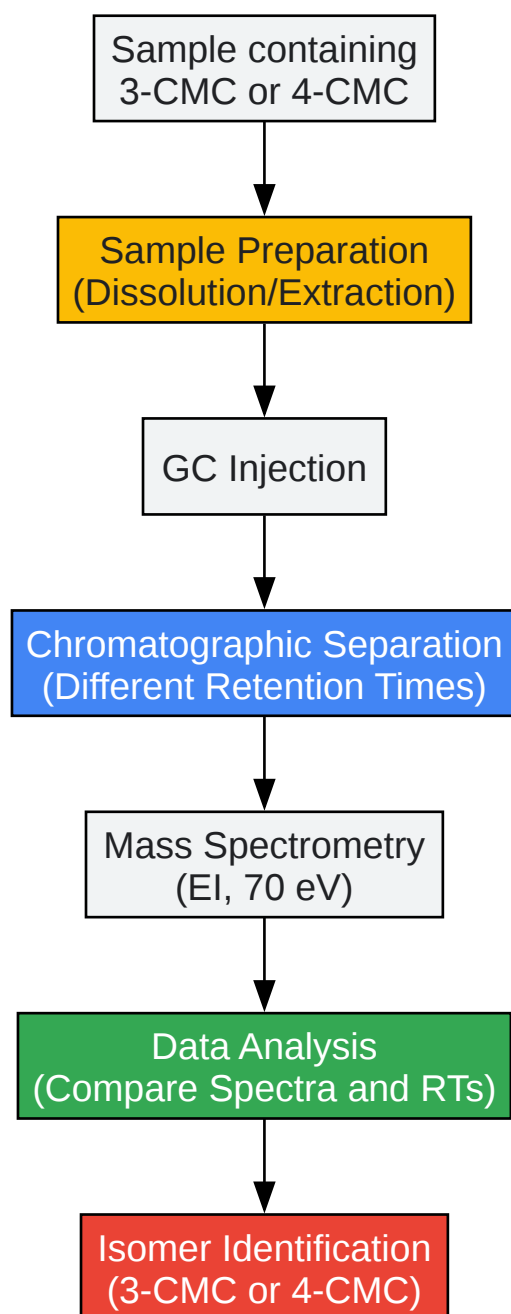 Sample containing
3-CMC or 4-CMC
Sample Preparation
(Dissolution/Extraction)
GC Injection
Chromatographic Separation
(Different Retention Times)
Mass Spectrometry
(EI, 70 eV)
Data Analysis
(Compare Spectra and RTs)
Isomer Identification
(3-CMC or 4-CMC)